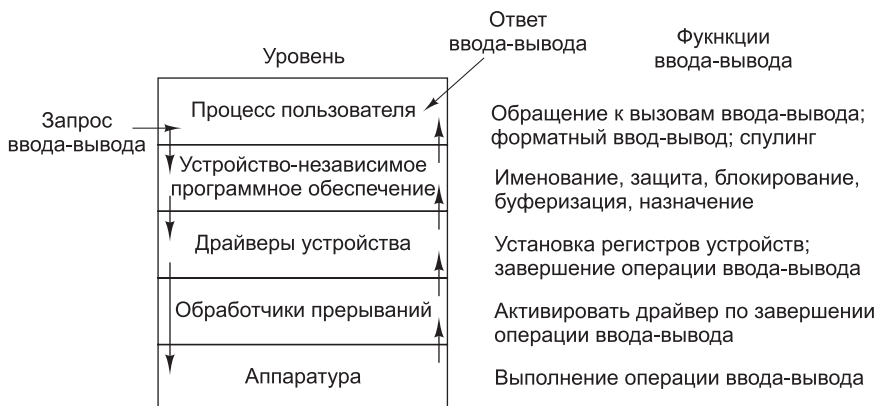 Ответ
ввода-вывода
Фукнкции
ввода-вывода
Уровень
Запрос
ввода-вывода
Процесс пользователя
Обращение к вызовам ввода-вывода;
форматный ввод-вывод; спулинг
Устройство-независимое
программное обеспечение
Именование, защита, блокирование,
буферизация, назначение
Драйверы устройства
Установка регистров устройств;
завершение операции ввода-вывода
Обработчики прерываний
Активировать драйвер по завершении
операции ввода-вывода
Аппаратура
Выполнение операции ввода-вывода